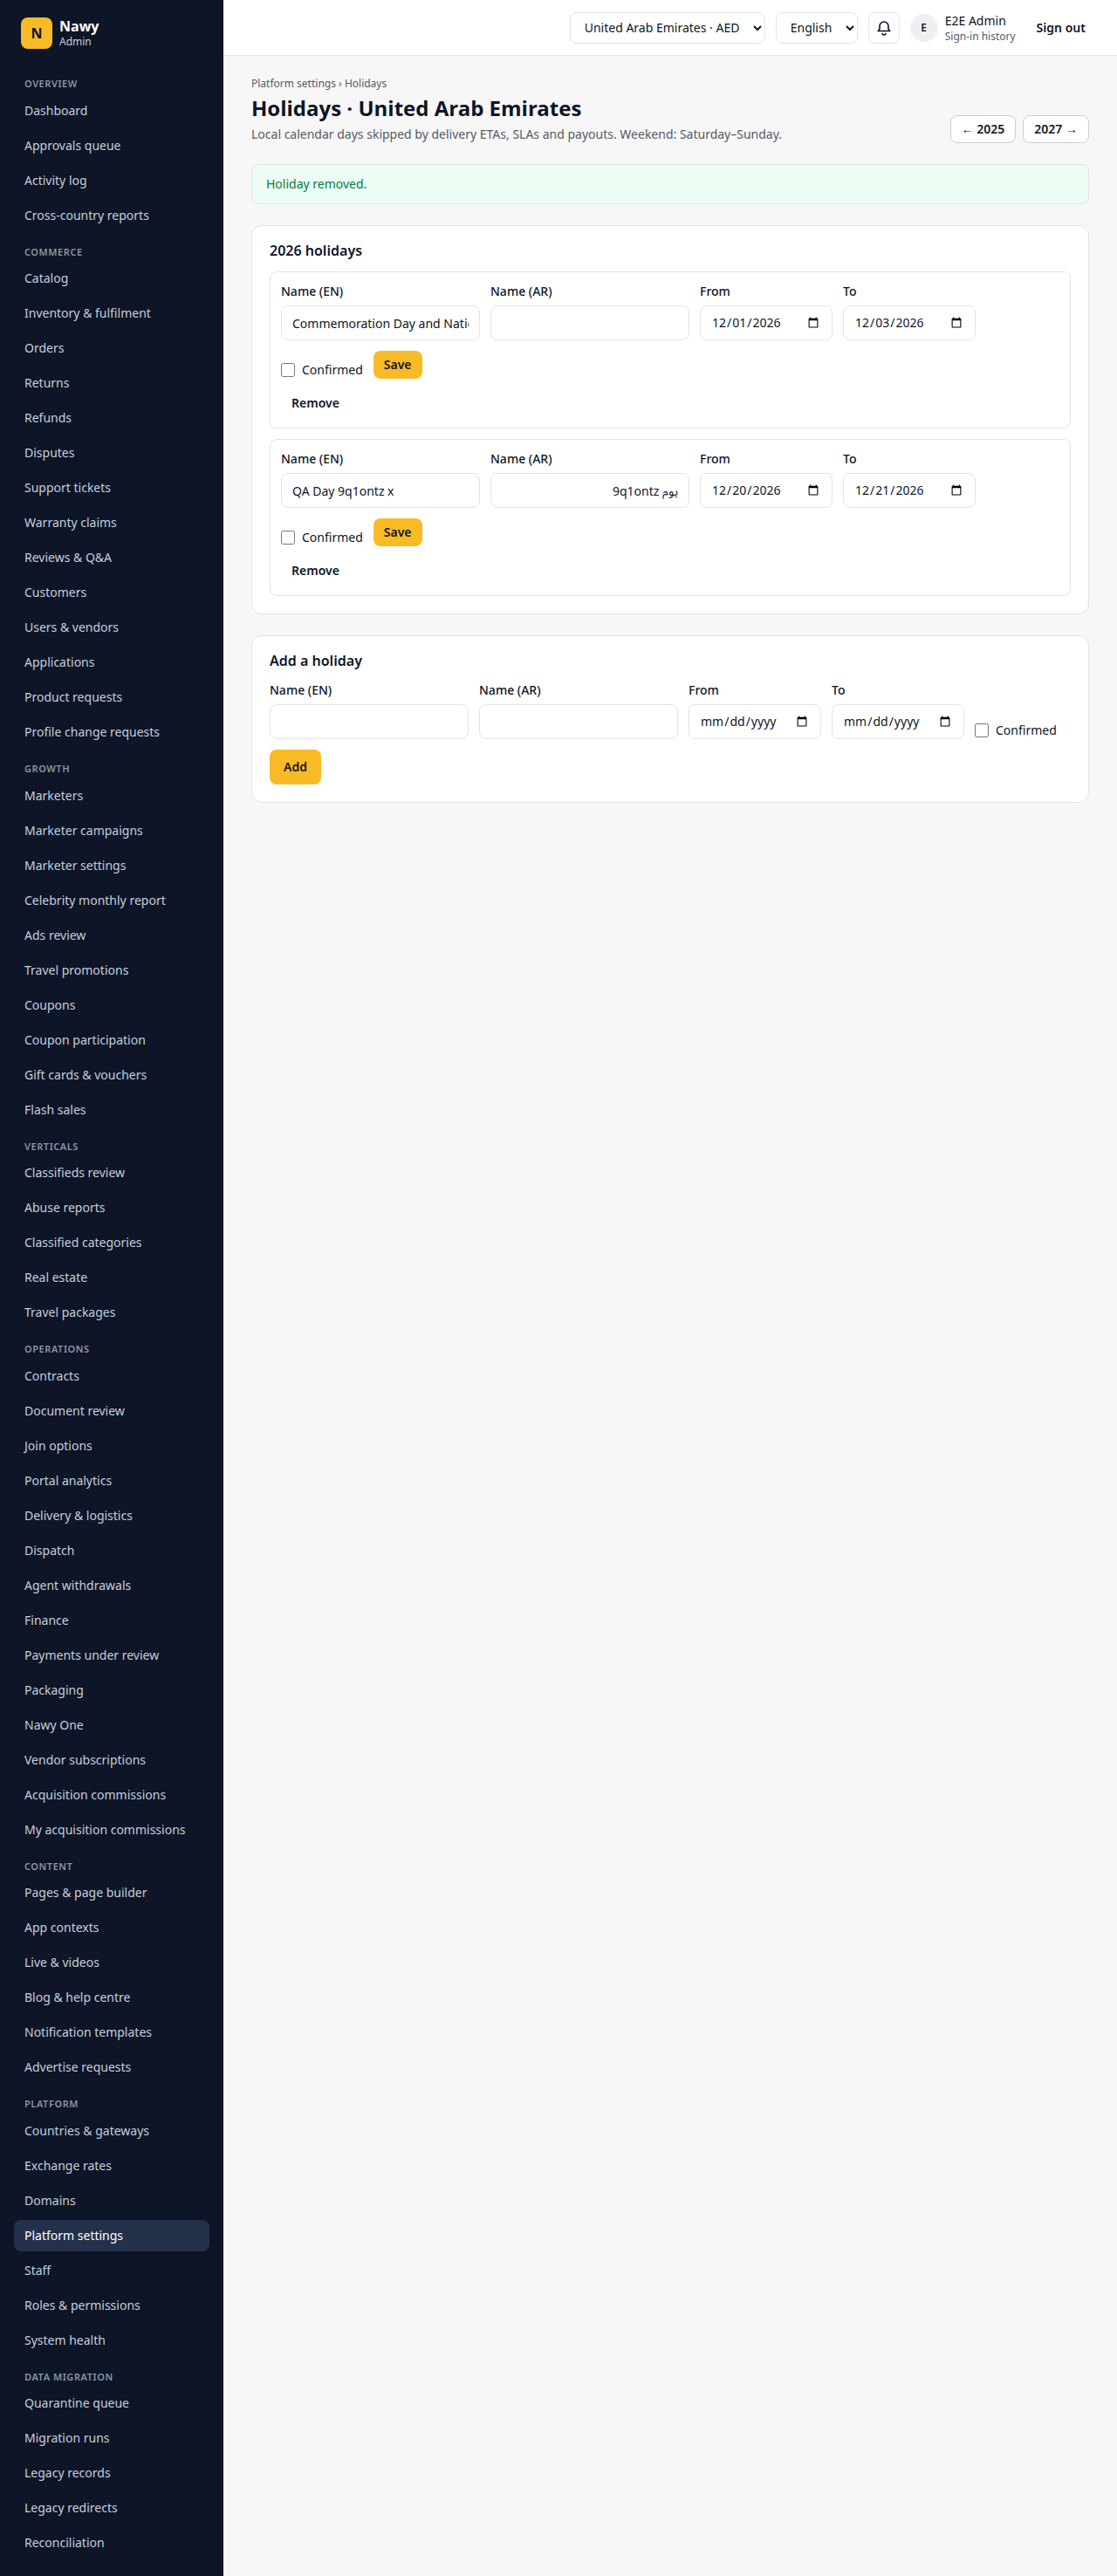 N
Nawy
Admin
OVERVIEW
Dashboard
Approvals queue
Activity log
Cross-country reports
COMMERCE
Catalog
Inventory & fulfilment
Orders
Returns
Refunds
Disputes
Support tickets
Warranty claims
Reviews & Q&A
Customers
Users & vendors
Applications
Product requests
Profile change requests
GROWTH
Marketers
Marketer campaigns
Marketer settings
Celebrity monthly report
Ads review
Travel promotions
Coupons
Coupon participation
Gift cards & vouchers
Flash sales
VERTICALS
Classifieds review
Abuse reports
Classified categories
Real estate
Travel packages
OPERATIONS
Contracts
Document review
Join options
Portal analytics
Delivery & logistics
Dispatch
Agent withdrawals
Finance
Payments under review
Packaging
Nawy One
Vendor subscriptions
Acquisition commissions
My acquisition commissions
CONTENT
Pages & page builder
App contexts
Live & videos
Blog & help centre
Notification templates
Advertise requests
PLATFORM
Countries & gateways
Exchange rates
Domains
Platform settings
Staff
Roles & permissions
System health
DATA MIGRATION
Quarantine queue
Migration runs
Legacy records
Legacy redirects
Reconciliation
United Arab Emirates · AED
English
E
E2E Admin
Sign-in history
Sign out
Platform settings › Holidays
Holidays · United Arab Emirates
Local calendar days skipped by delivery ETAs, SLAs and payouts. Weekend: Saturday–Sunday.
← 2025
2027 →
Holiday removed.
2026 holidays
Name (EN) Name (AR) From To
Commemoration Day and Nati 12/01/2026 12/03/2026
Confirmed Save
Remove
Name (EN) Name (AR) From To
QA Day 9q1ontz x يوم 9q1ontz 12/20/2026 12/21/2026
Confirmed Save
Remove
Add a holiday
Name (EN) Name (AR) From To
mm/dd/yyyy mm/dd/yyyy Confirmed
Add